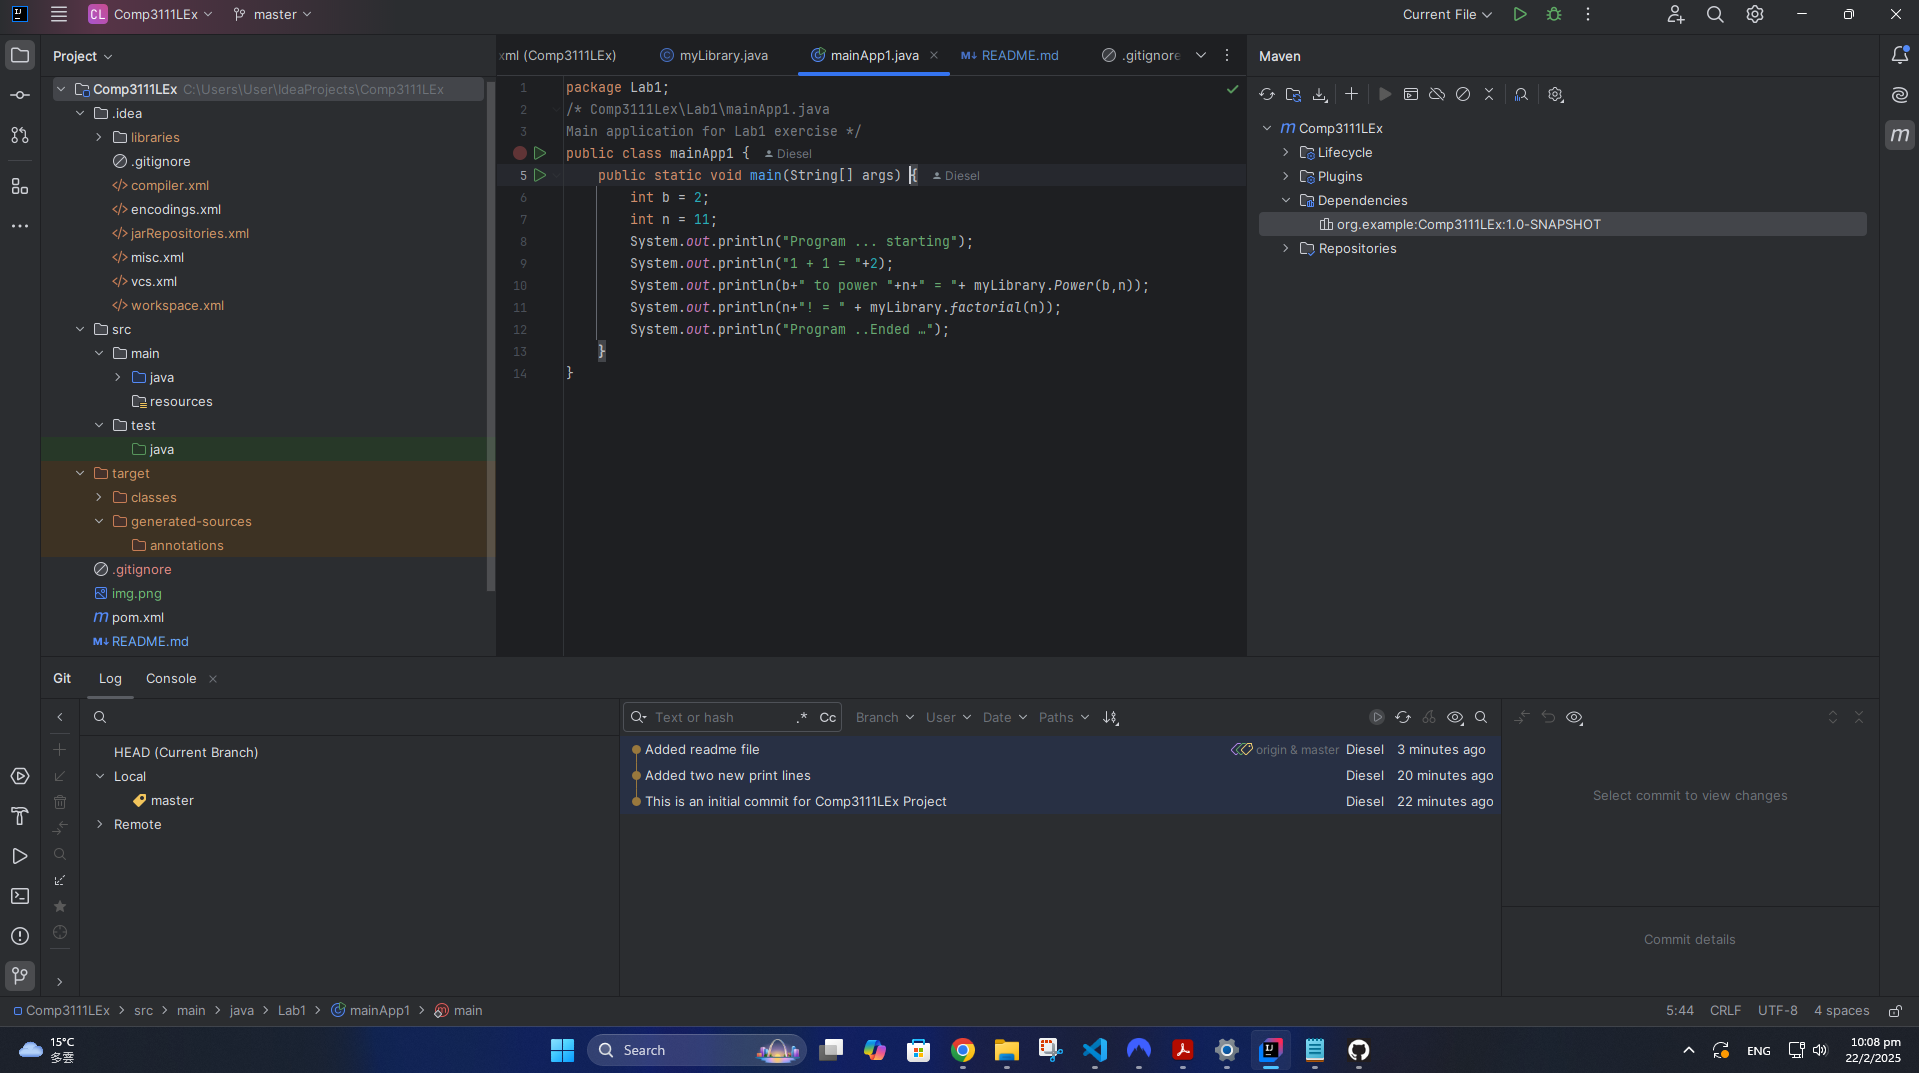 CL Comp3111LEx master Current File
Project
xml (Comp3111LEx) myLibrary.java mainApp1.java README.md .gitignore
Maven
Comp3111LEx C:\Users\User\IdeaProjects\Comp3111LEx
.idea
libraries
.gitignore
compiler.xml
encodings.xml
jarRepositories.xml
misc.xml
vcs.xml
workspace.xml
src
main
java
resources
test
java
target
classes
generated-sources
annotations
.gitignore
img.png
pom.xml
README.md
1 package Lab1;
2 /* Comp3111Lex\Lab1\mainApp1.java
3 Main application for Lab1 exercise */
public class mainApp1 { Diesel
5 public static void main(String[] args) { Diesel
6 int b = 2;
7 int n = 11;
8 System.out.println("Program ... starting");
9 System.out.println("1 + 1 = "+2);
10 System.out.println(b+" to power "+n+" = "+ myLibrary.Power(b,n));
11 System.out.println(n+"! = " + myLibrary.factorial(n));
12 System.out.println("Program ..Ended …");
13 }
14 }
Comp3111LEx
Lifecycle
Plugins
Dependencies
org.example:Comp3111LEx:1.0-SNAPSHOT
Repositories
Git Log Console
HEAD (Current Branch)
Local
master
Remote
Text or hash .* Cc Branch User Date Paths
Added readme file origin & master Diesel 3 minutes ago
Added two new print lines Diesel 20 minutes ago
This is an initial commit for Comp3111LEx Project Diesel 22 minutes ago
Select commit to view changes
Commit details
Comp3111LEx > src > main > java > Lab1 > mainApp1 > main
5:44 CRLF UTF-8 4 spaces
15°C
多雲
Search
ENG
10:08 pm
22/2/2025